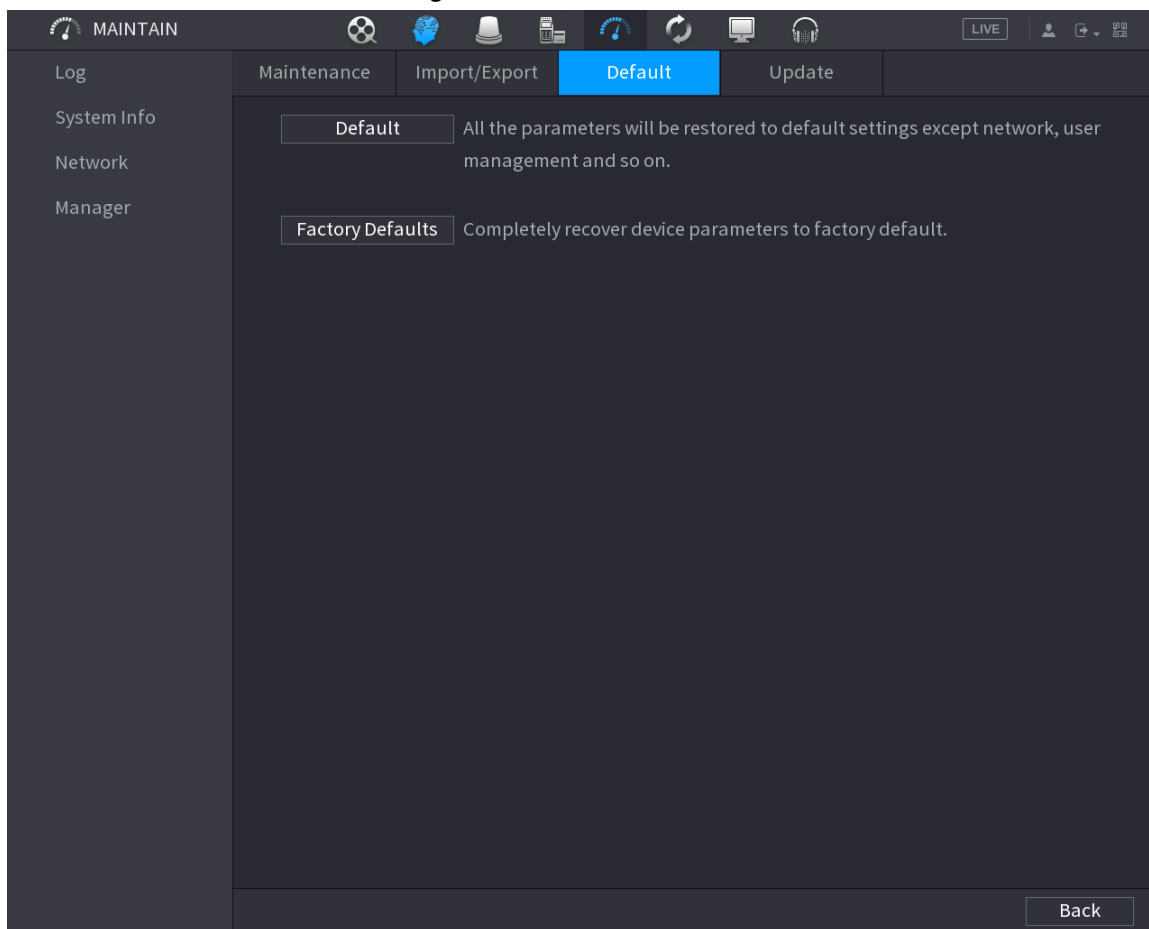 MAINTAIN
LIVE
Log
System Info
Network
Manager
Maintenance
Import/Export
Default
Update
Default
All the parameters will be restored to default settings except network, user
management and so on.
Factory Defaults
Completely recover device parameters to factory default.
Back